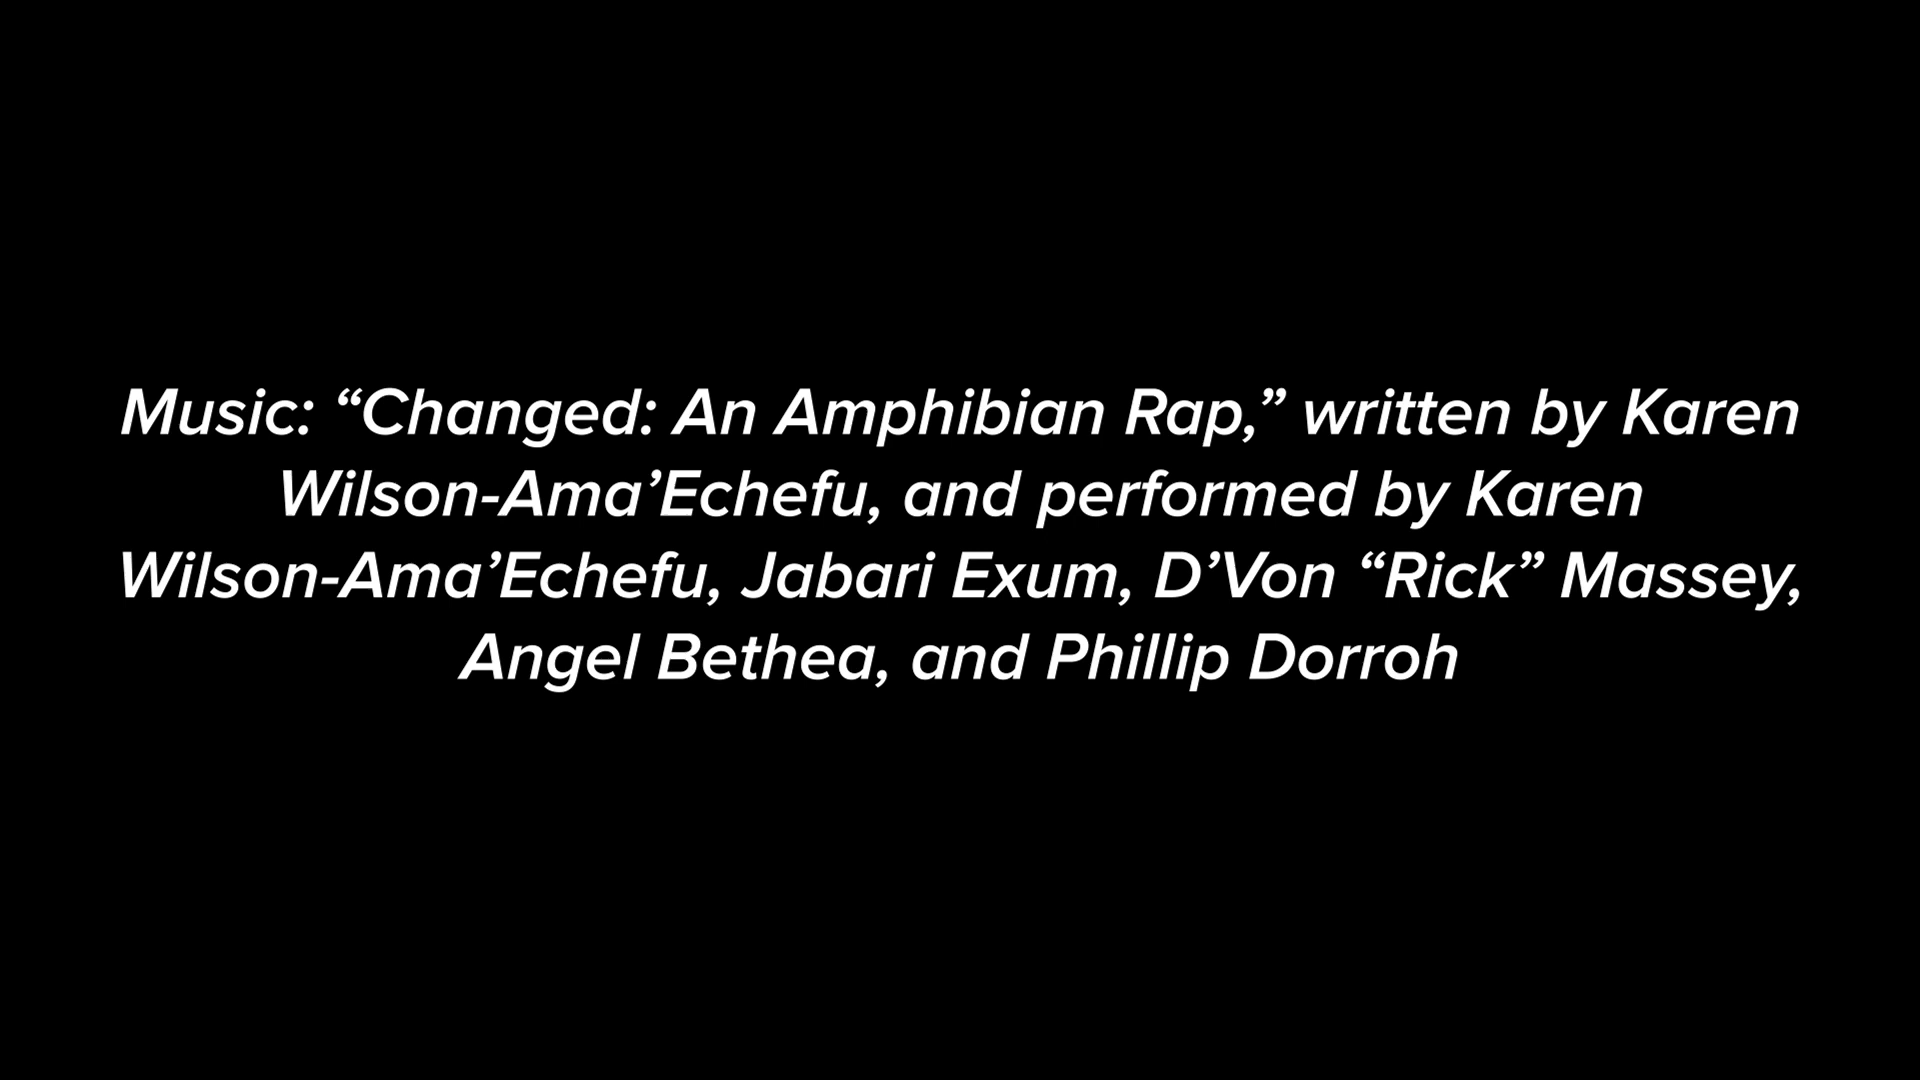 Music: “Changed: An Amphibian Rap,” written by Karen
Wilson-Ama’Echefu, and performed by Karen
Wilson-Ama’Echefu, Jabari Exum, D’Von “Rick” Massey,
Angel Bethea, and Phillip Dorroh